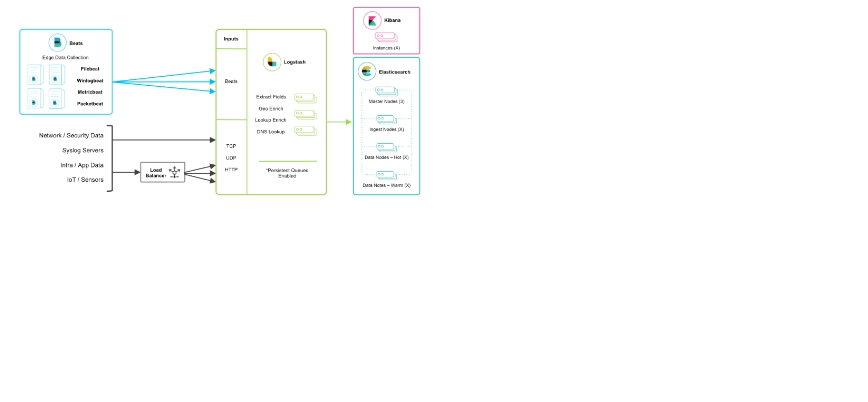 Beats
Edge Data Collection
Filebeat
Winlogbeat
Metricbeat
Packetbeat
Network / Security Data
Syslog Servers
Infra / App Data
IoT / Sensors
Load
Balancer
Inputs
Beats
TCP
UDP
HTTP
Logstash
Extract Fields
Geo Enrich
Lookup Enrich
DNS Lookup
*Persistent Queues
Enabled
Kibana
Instances (X)
Elasticsearch
Master Nodes (3)
Ingest Nodes (X)
Data Nodes – Hot (X)
Data Notes – Warm (X)